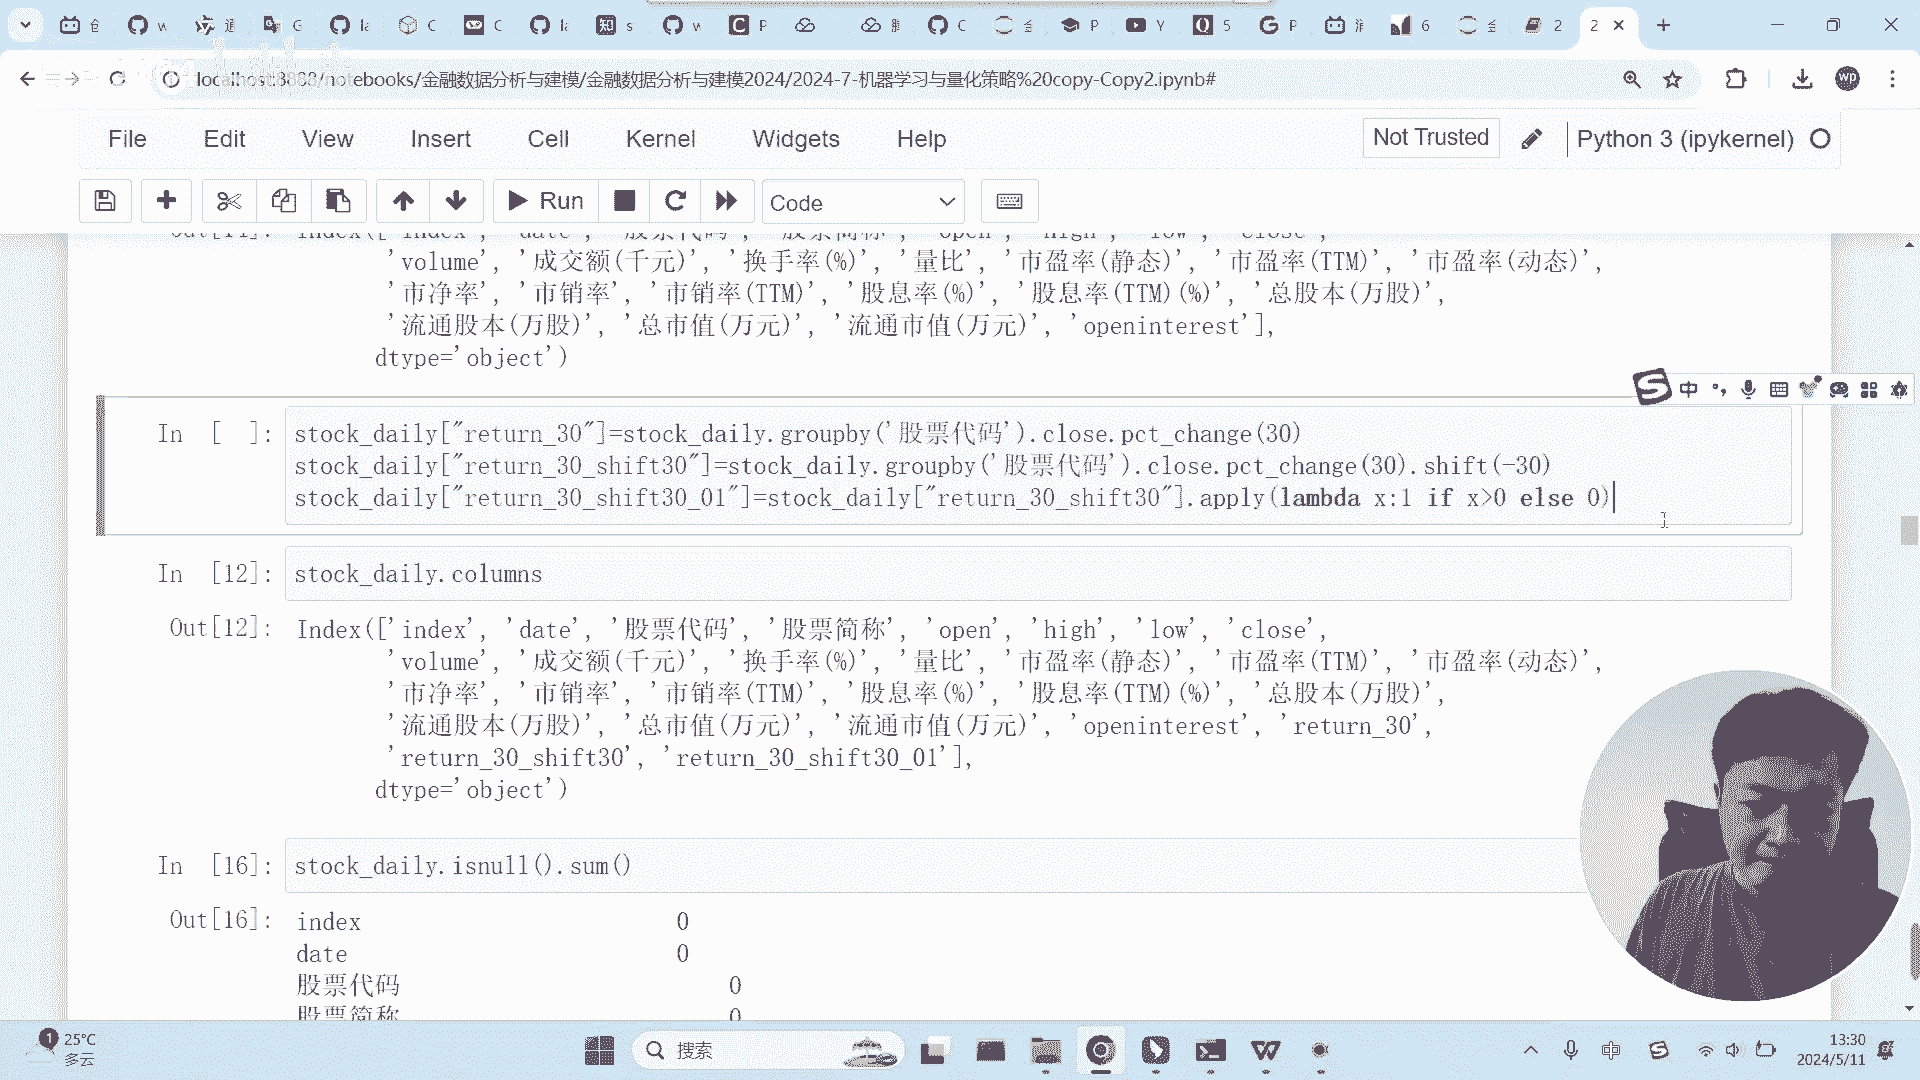 localhost:8888/notebooks/金融数据分析与建模/金融数据分析与建模2024/2024-7-机器学习与量化策略%20copy-Copy2.ipynb#
wp
File Edit View Insert Cell Kernel Widgets Help Not Trusted Python 3 (ipykernel)
Run Code
'volume', '成交额(千元)', '换手率(%)', '量比', '市盈率(静态)', '市盈率(TTM)', '市盈率(动态)',
'市净率', '市销率', '市销率(TTM)', '股息率(%)', '股息率(TTM)(%)', '总股本(万股)',
'流通股本(万股)', '总市值(万元)', '流通市值(万元)', 'openinterest'],
dtype='object')
中
In [ ]: stock_daily["return_30"]=stock_daily.groupby('股票代码').close.pct_change(30)
stock_daily["return_30_shift30"]=stock_daily.groupby('股票代码').close.pct_change(30).shift(-30)
stock_daily["return_30_shift30_01"]=stock_daily["return_30_shift30"].apply(lambda x:1 if x>0 else 0)
In [12]: stock_daily.columns
Out[12]: Index(['index', 'date', '股票代码', '股票简称', 'open', 'high', 'low', 'close',
'volume', '成交额(千元)', '换手率(%)', '量比', '市盈率(静态)', '市盈率(TTM)', '市盈率(动态)',
'市净率', '市销率', '市销率(TTM)', '股息率(%)', '股息率(TTM)(%)', '总股本(万股)',
'流通股本(万股)', '总市值(万元)', '流通市值(万元)', 'openinterest', 'return_30',
'return_30_shift30', 'return_30_shift30_01'],
dtype='object')
In [16]: stock_daily.isnull().sum()
Out[16]: index 0
date 0
股票代码 0
股票简称 0
1 25°C
多云
搜索
中
13:30
2024/5/11